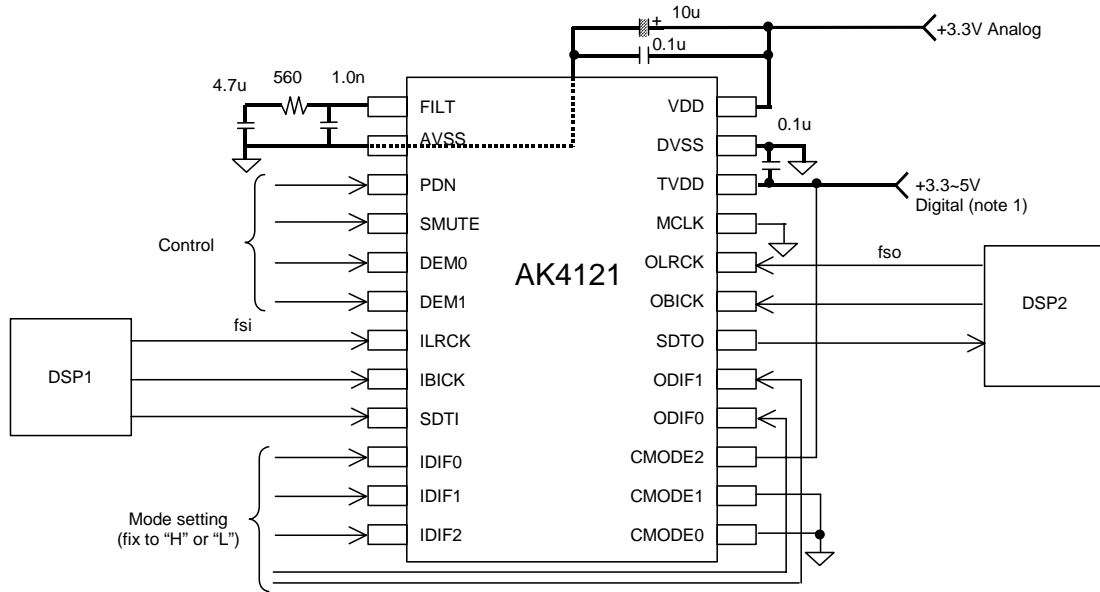 10u
+
+3.3V Analog
0.1u
4.7u
560
1.0n
FILT
VDD
0.1u
AVSS
DVSS
PDN
TVDD
+3.3~5V
Digital (note 1)
SMUTE
MCLK
Control
DEM0
AK4121
OLRCK
fso
DEM1
OBICK
DSP2
fsi
ILRCK
SDTO
DSP1
IBICK
ODIF1
SDTI
ODIF0
IDIF0
CMODE2
IDIF1
CMODE1
Mode setting
(fix to “H” or “L”)
IDIF2
CMODE0